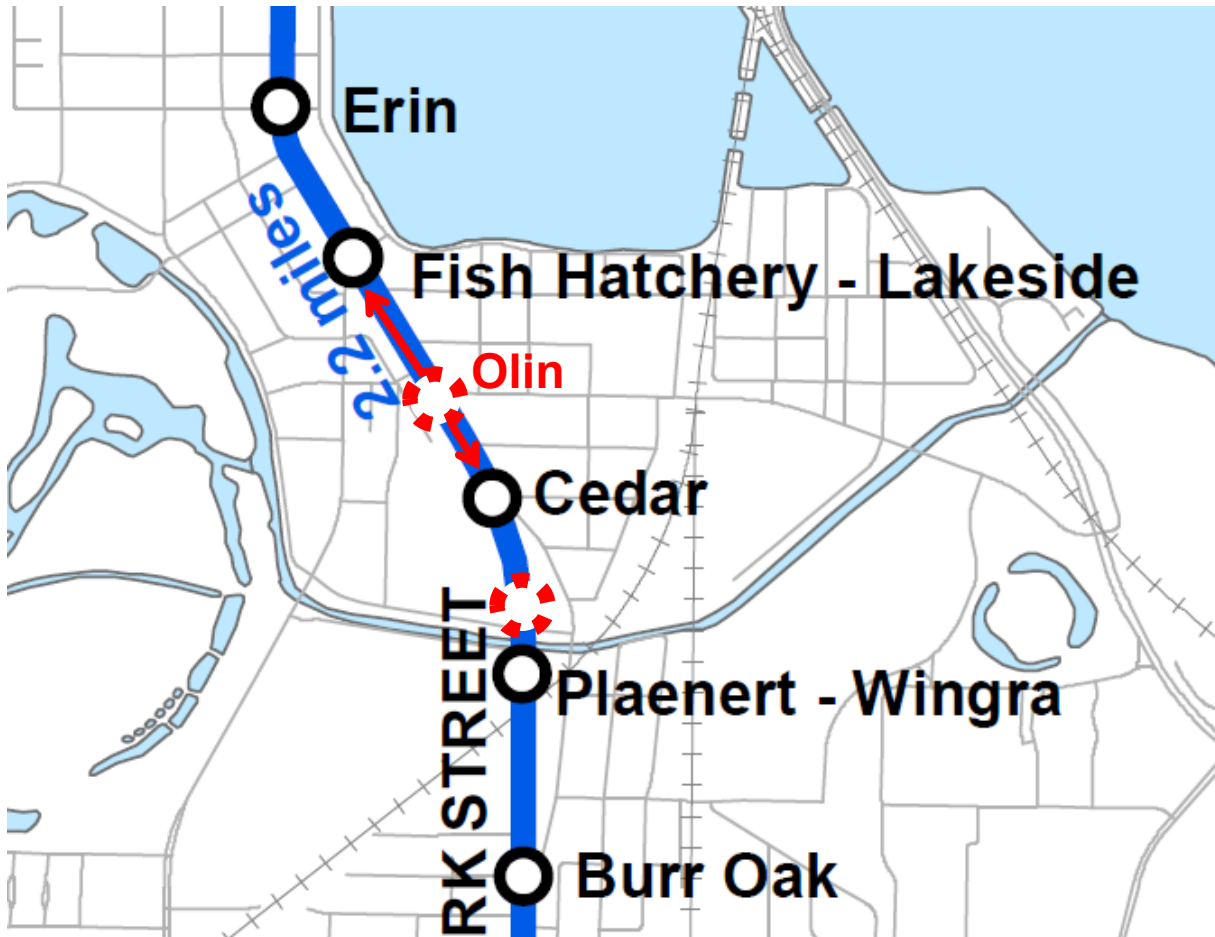 Erin
2.2 miles
Fish Hatchery - Lakeside
Olin
Cedar
RK STREET
Plaenert - Wingra
Burr Oak